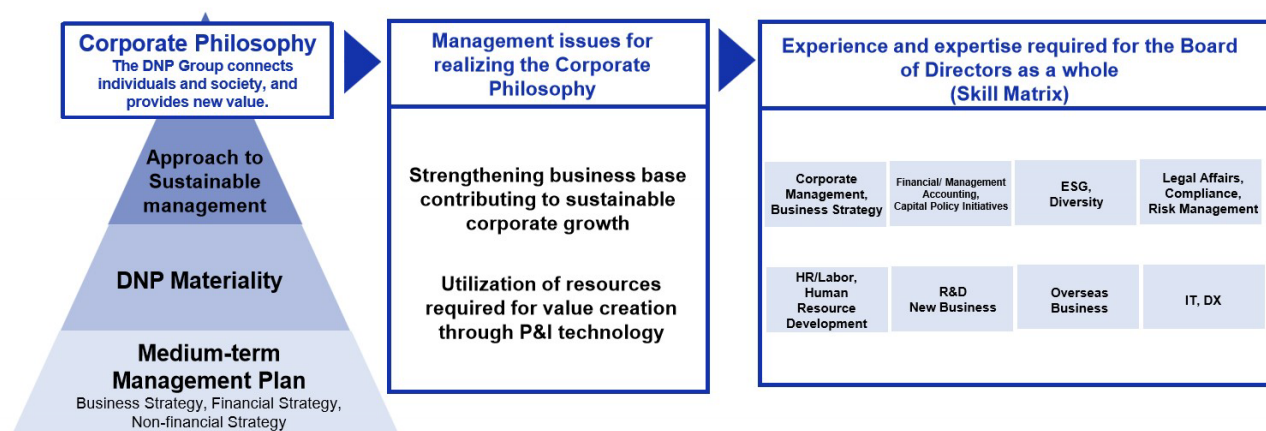 Corporate Philosophy
The DNP Group connects
individuals and society, and
provides new value.
Approach to
Sustainable
management
DNP Materiality
Medium-term
Management Plan
Business Strategy, Financial Strategy,
Non-financial Strategy
Management issues for
realizing the Corporate
Philosophy
Strengthening business base
contributing to sustainable
corporate growth
Utilization of resources
required for value creation
through P&I technology
Experience and expertise required for the Board
of Directors as a whole
(Skill Matrix)
Corporate
Management,
Business Strategy
Financial/ Management
Accounting,
Capital Policy Initiatives
ESG,
Diversity
Legal Affairs,
Compliance,
Risk Management
HR/Labor,
Human
Resource
Development
R&D
New Business
Overseas
Business
IT, DX